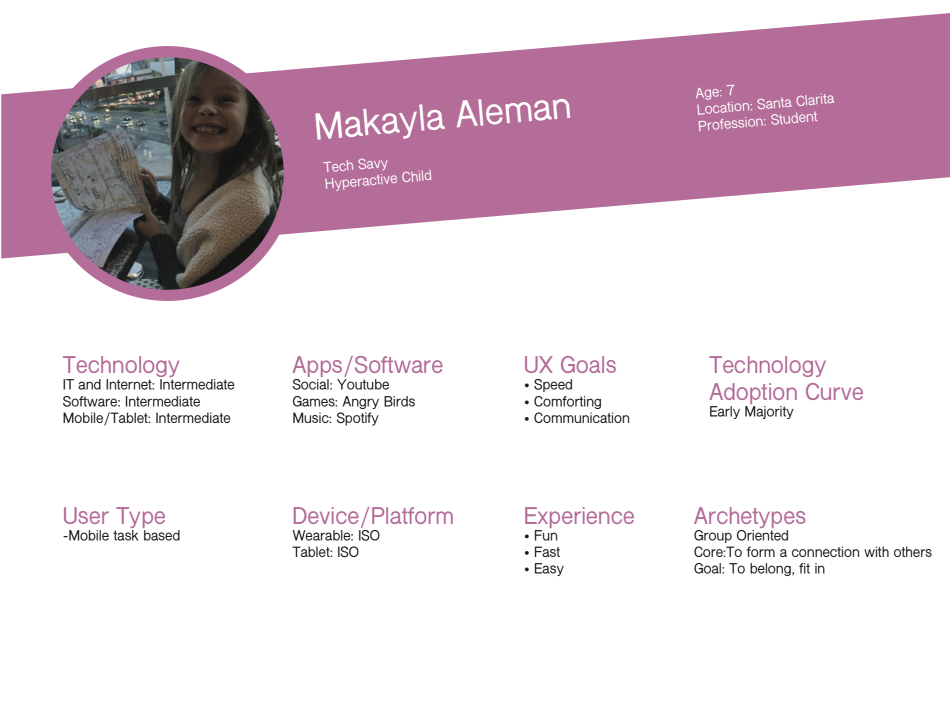 Makayla Aleman
Tech Savy
Hyperactive Child
Age: 7
Location: Santa Clarita
Profession: Student
Technology
IT and Internet: Intermediate
Software: Intermediate
Mobile/Tablet: Intermediate
Apps/Software
Social: Youtube
Games: Angry Birds
Music: Spotify
UX Goals
• Speed
• Comforting
• Communication
Technology
Adoption Curve
Early Majority
User Type
-Mobile task based
Device/Platform
Wearable: ISO
Tablet: ISO
Experience
• Fun
• Fast
• Easy
Archetypes
Group Oriented
Core:To form a connection with others
Goal: To belong, fit in